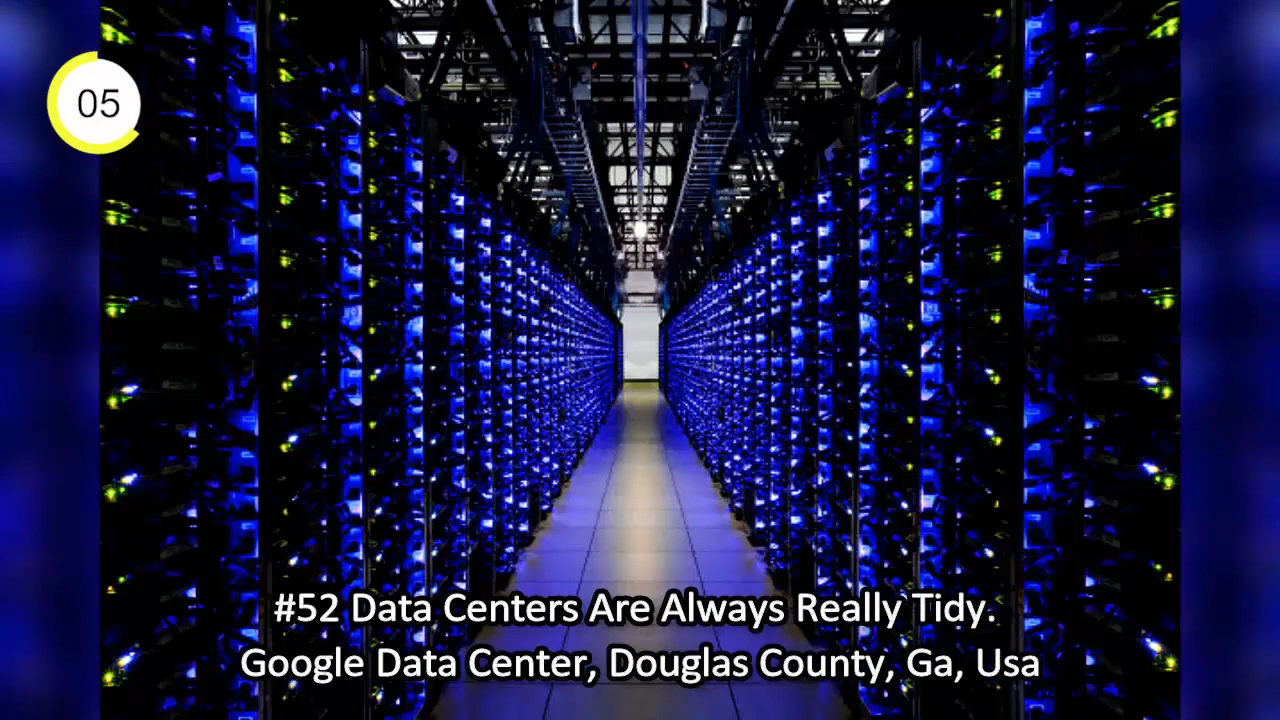 05
#52 Data Centers Are Always Really Tidy.
Google Data Center, Douglas County, Ga, Usa